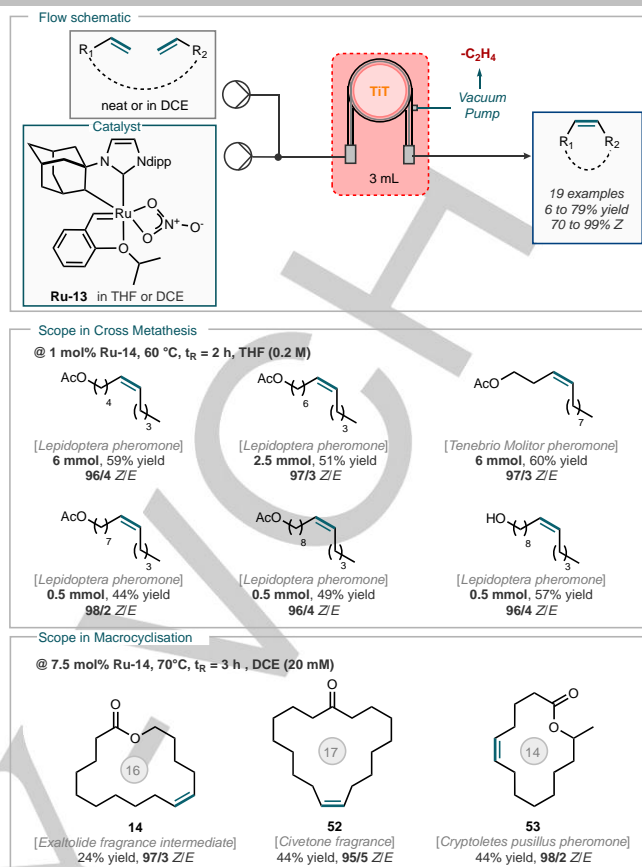 Flow schematic
R1
R2
neat or in DCE
Catalyst
N
Ndipp
Ru
O
N+
O-
O
O
Ru-13 in THF or DCE
TiT
3 mL
-C2H4
Vacuum
Pump
R1
R2
19 examples
6 to 79% yield
70 to 99% Z
Scope in Cross Metathesis
@ 1 mol% Ru-14, 60 °C, tR = 2 h, THF (0.2 M)
AcO
4
3
[Lepidoptera pheromone]
6 mmol, 59% yield
96/4 Z/E
AcO
6
3
[Lepidoptera pheromone]
2.5 mmol, 51% yield
97/3 Z/E
AcO
7
[Tenebrio Molitor pheromone]
6 mmol, 60% yield
97/3 Z/E
AcO
7
3
[Lepidoptera pheromone]
0.5 mmol, 44% yield
98/2 Z/E
AcO
8
3
[Lepidoptera pheromone]
0.5 mmol, 49% yield
96/4 Z/E
HO
8
3
[Lepidoptera pheromone]
0.5 mmol, 57% yield
96/4 Z/E
Scope in Macrocyclisation
@ 7.5 mol% Ru-14, 70°C, tR = 3 h , DCE (20 mM)
O
O
16
14
[Exaltolide fragrance intermediate]
24% yield, 97/3 Z/E
O
17
52
[Civetone fragrance]
44% yield, 95/5 Z/E
O
O
14
53
[Cryptoletes pusillus pheromone]
44% yield, 98/2 Z/E